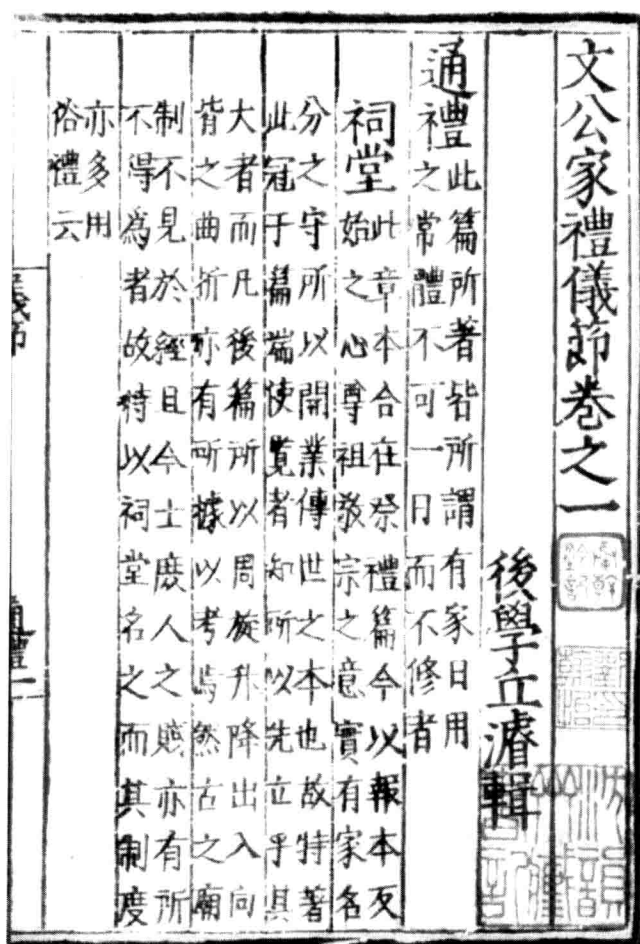 文公家禮儀節卷之一
後學丘濬輯
通禮此篇所著皆所謂有家日用
之常體不可一日而不修者
祠堂此章本合在祭禮篇今以報本反
始之心尊祖敬宗之意實有家名
分之守所以開業傳世之本也故特著
此冠于篇端使覽者知所以先立乎其
大者而凡後篇所以周旋升降出入向
背之曲折亦有所據以考焉然古之廟
制不見於經且今士庶人之賤亦有所
不得為者故特以祠堂名之而其制度
亦多用
俗禮云